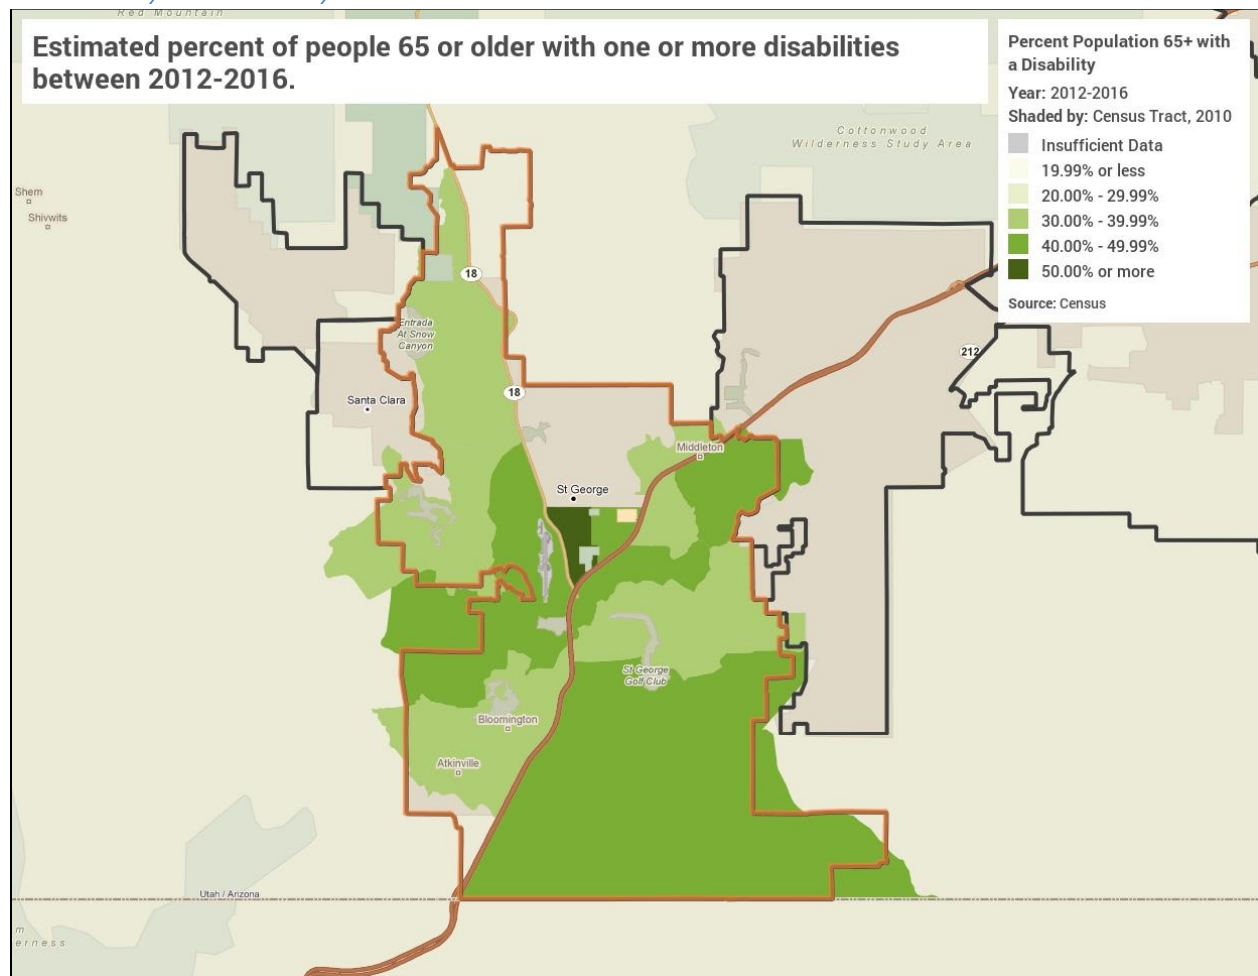 Red Mountain
Estimated percent of people 65 or older with one or more disabilities
between 2012-2016.
Percent Population 65+ with
a Disability
Year: 2012-2016
Shaded by: Census Tract, 2010
Insufficient Data
19.99% or less
20.00% - 29.99%
30.00% - 39.99%
40.00% - 49.99%
50.00% or more
Source: Census
Cottonwood
Wilderness Study Area
Shem
Shivwits
18
Entrada
At Snow
Canyon
212
18
Santa Clara
Middleton
St George
St George
Golf Club
Bloomington
Atkinville
Utah / Arizona
erness